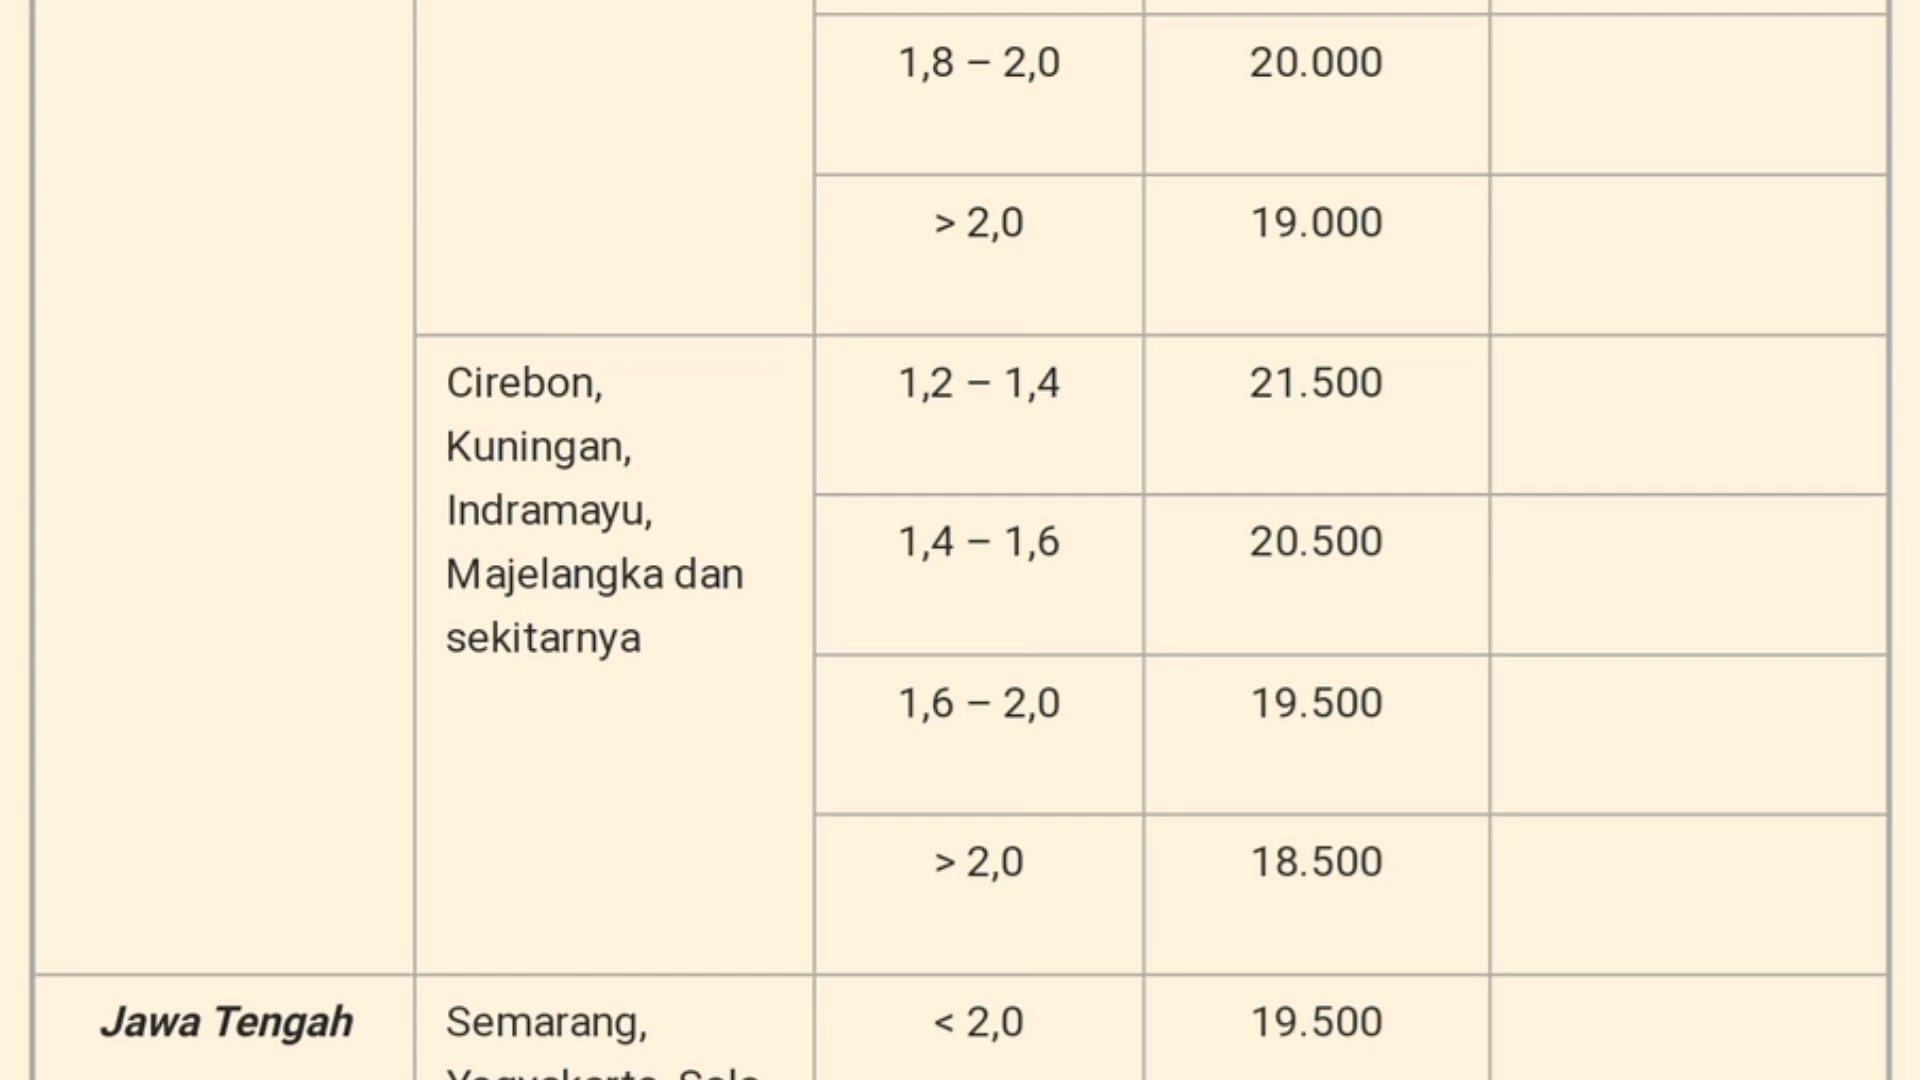 1,8 – 2,0 20.000
> 2,0 19.000
Cirebon, 1,2 – 1,4 21.500
Kuningan,
Indramayu,
1,4 – 1,6 20.500
Majelangka dan
sekitarnya
1,6 – 2,0 19.500
> 2,0 18.500
Jawa Tengah Semarang, < 2,0 19.500